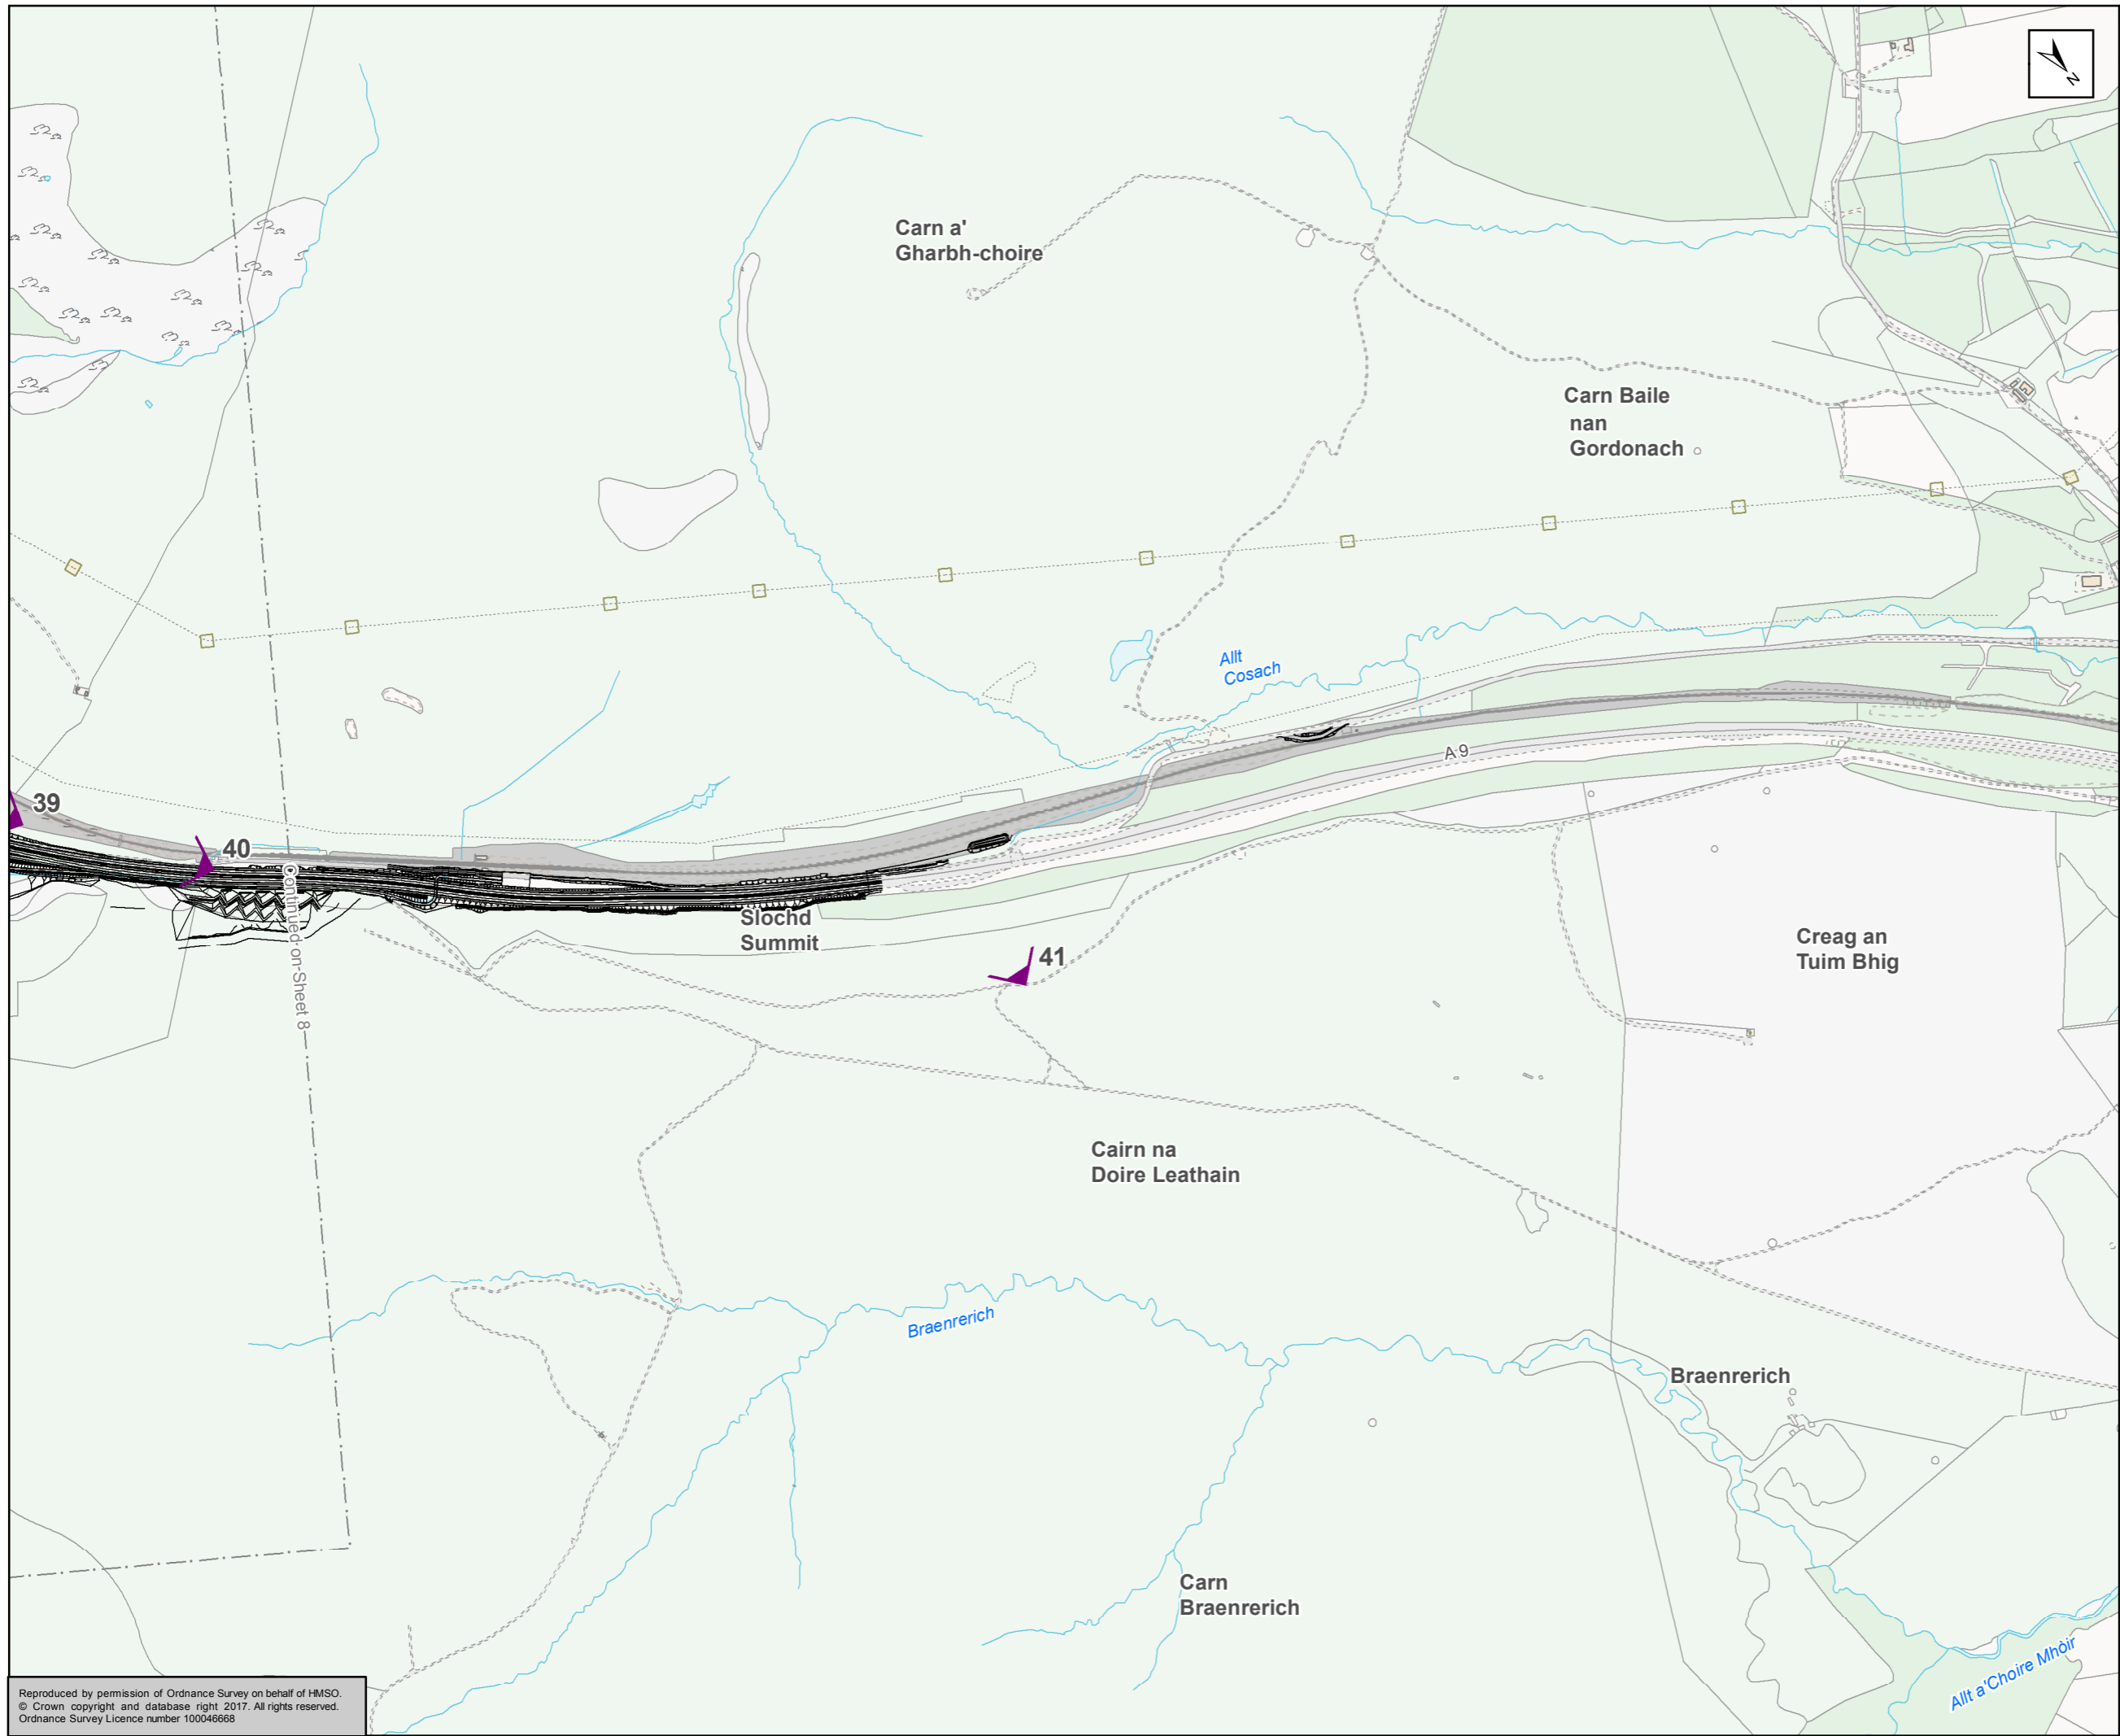 N
Carn a'
Gharbh-choire
Carn Baile
nan
Gordonach
Allt
Cosach
A 9
39
40
Continued on Sheet 8
Slochd
Summit
41
Creag an
Tuim Bhig
Cairn na
Doire Leathain
Braenrerich
Braenrerich
Carn
Braenrerich
Allt a'Choire Mhòir
Reproduced by permission of Ordnance Survey on behalf of HMSO.
© Crown copyright and database right 2017. All rights reserved.
Ordnance Survey Licence number 100046668